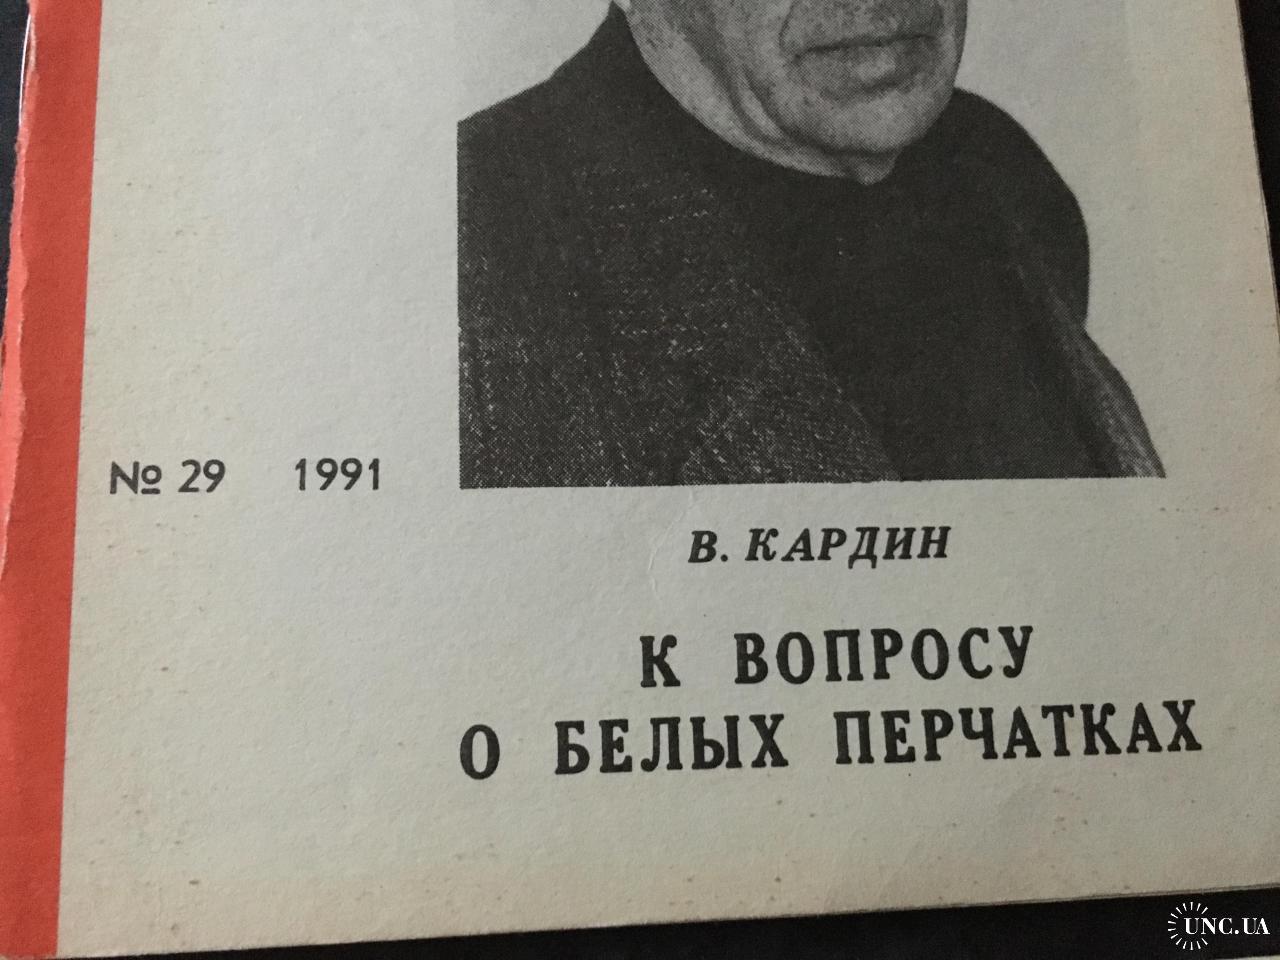 № 29 1991
В. КАРДИН
К ВОПРОСУ
О БЕЛЫХ ПЕРЧАТКАХ
UNC.UA